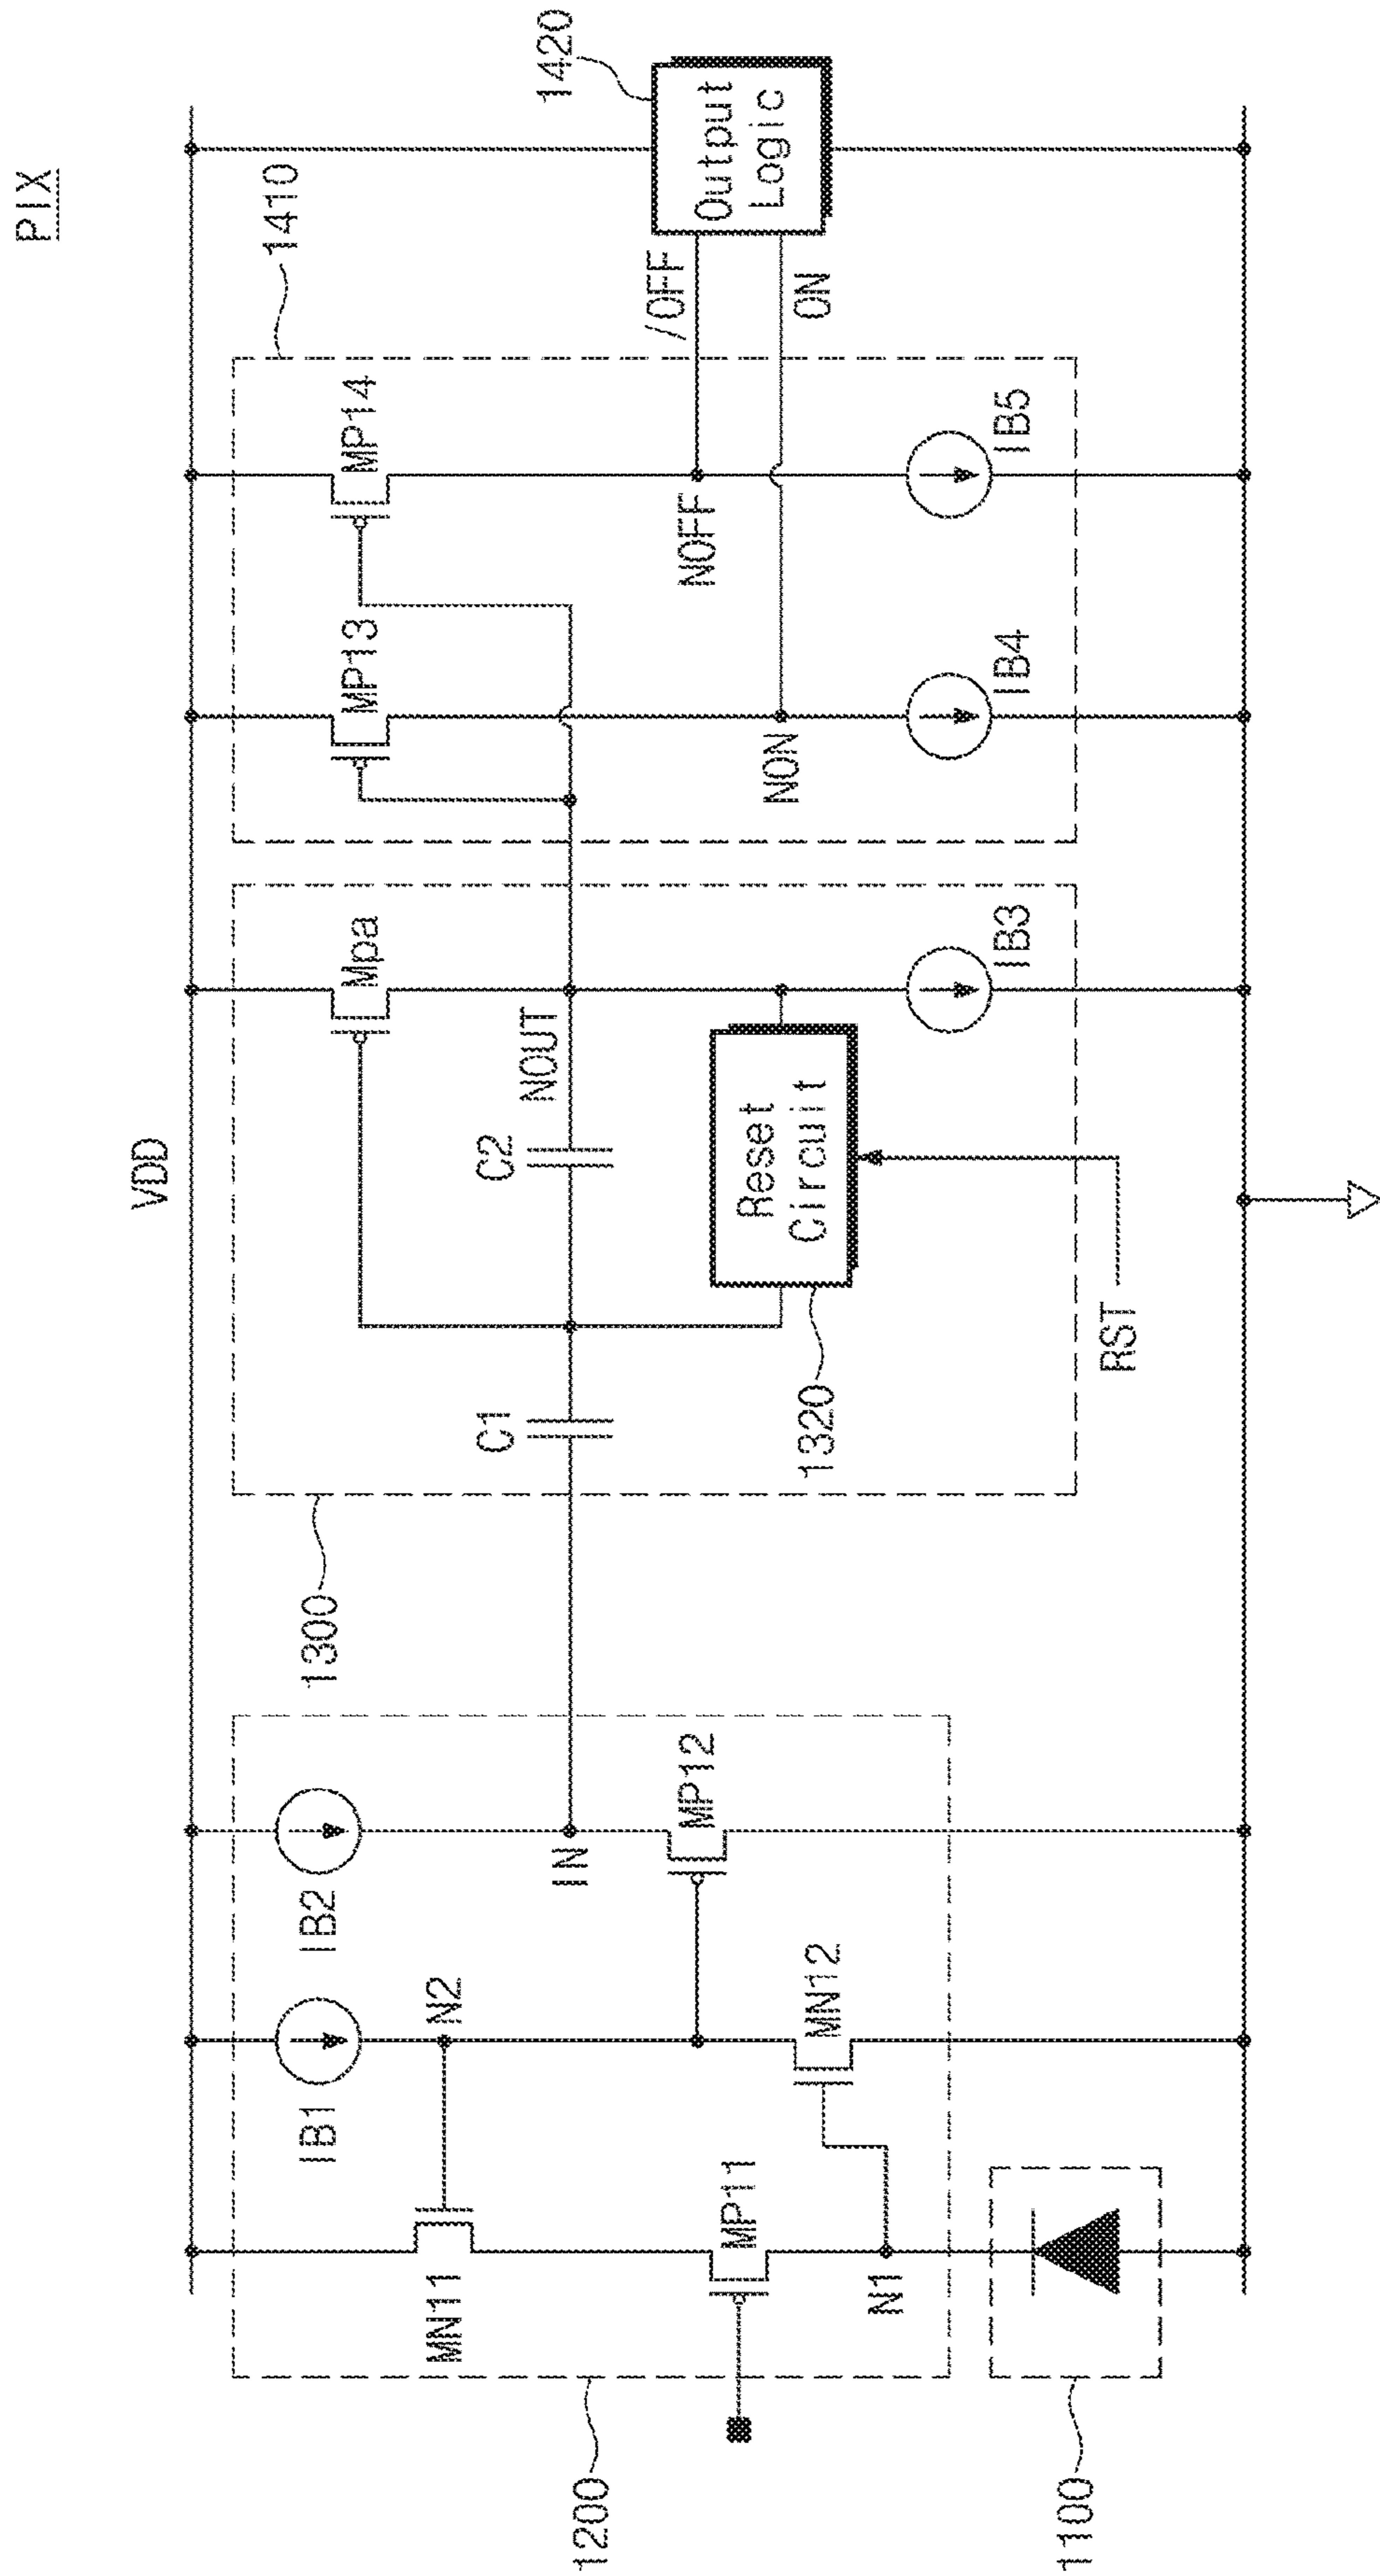 PIX
VDD
1200
1300
1410
1420
IB1
IB2
MN11
N2
IN
MP11
MN12
MP12
N1
1100
C1
C2
Mpa
NOUT
Reset
Circuit
1320
RST
IB3
MP13
MP14
NON
NOFF
IB4
IB5
/OFF
ON
Output
Logic